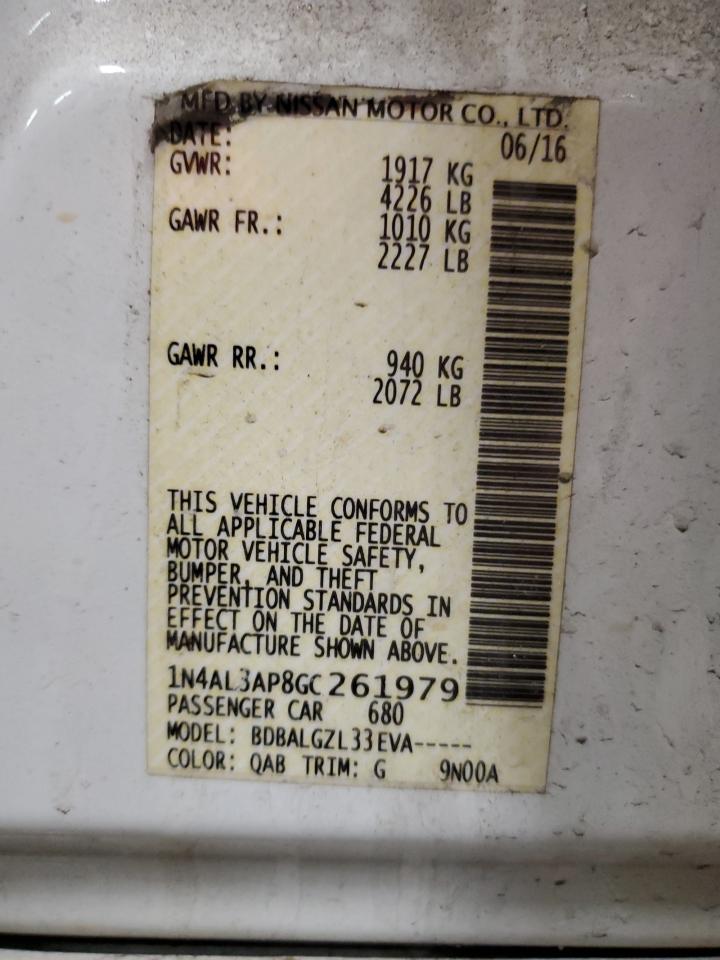 MFD BY NISSAN MOTOR CO., LTD.
DATE: 06/16
GVWR: 1917 KG
4226 LB
GAWR FR.: 1010 KG
2227 LB
GAWR RR.: 940 KG
2072 LB
THIS VEHICLE CONFORMS TO
ALL APPLICABLE FEDERAL
MOTOR VEHICLE SAFETY,
BUMPER, AND THEFT
PREVENTION STANDARDS IN
EFFECT ON THE DATE OF
MANUFACTURE SHOWN ABOVE.
1N4AL3AP8GC261979
PASSENGER CAR 680
MODEL: BDBALGZL33EVA-----
COLOR: QAB TRIM: G 9N00A